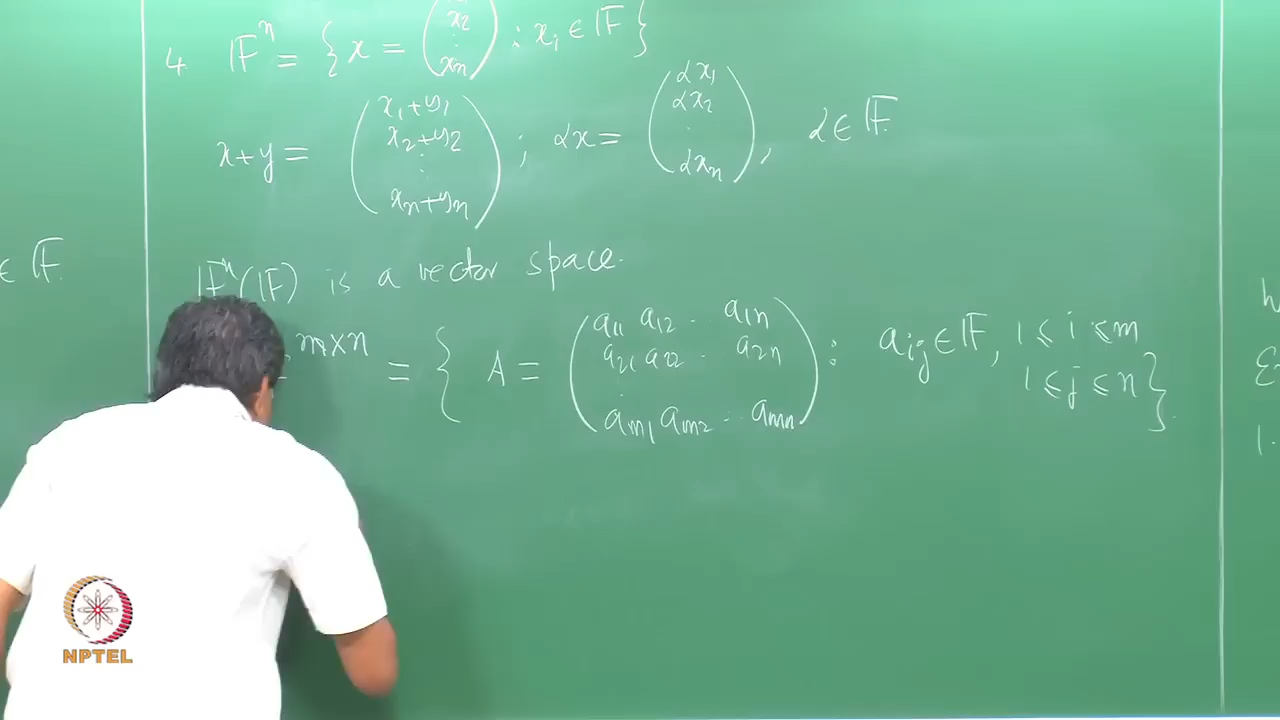 4. 𝔽ⁿ = { x = ( x₂ ⋮ xₙ ) : xᵢ ∈ 𝔽 }
x+y = ( x₁+y₁ x₂+y₂ ⋮ xₙ+yₙ ) ; αx = ( αx₁ αx₂ ⋮ αxₙ ), α ∈ 𝔽
∈ 𝔽.
𝔽ⁿ(𝔽) is a vector space.
m×n = { A = ( a₁₁ a₁₂ .. a₁ₙ
a₂₁ a₂₂ .. a₂ₙ
⋮
aₘ₁ aₘ₂ .. aₘₙ ) : aᵢⱼ ∈ 𝔽, 1 ≤ i ≤ m
1 ≤ j ≤ n }.
1.
NPTEL